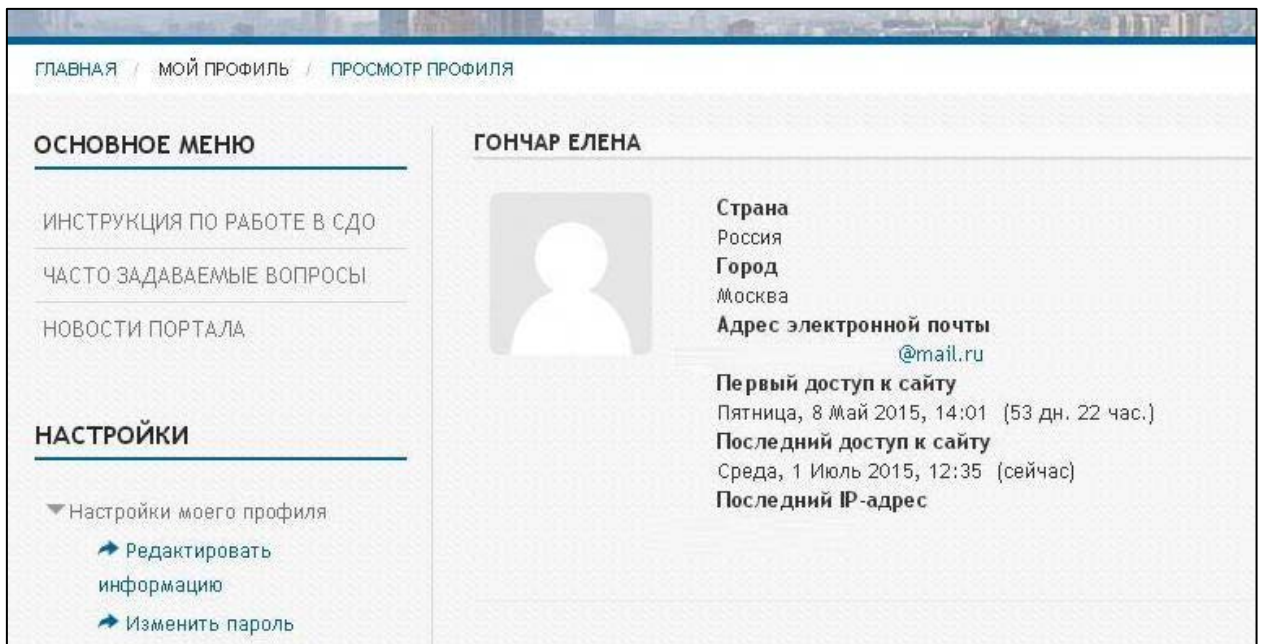 ГЛАВНАЯ / МОЙ ПРОФИЛЬ / ПРОСМОТР ПРОФИЛЯ
ОСНОВНОЕ МЕНЮ
ИНСТРУКЦИЯ ПО РАБОТЕ В СДО
ЧАСТО ЗАДАВАЕМЫЕ ВОПРОСЫ
НОВОСТИ ПОРТАЛА
НАСТРОЙКИ
Настройки моего профиля
Редактировать
информацию
Изменить пароль
ГОНЧАР ЕЛЕНА
Страна
Россия
Город
Москва
Адрес электронной почты
@mail.ru
Первый доступ к сайту
Пятница, 8 Май 2015, 14:01 (53 дн. 22 час.)
Последний доступ к сайту
Среда, 1 Июль 2015, 12:35 (сейчас)
Последний IP-адрес